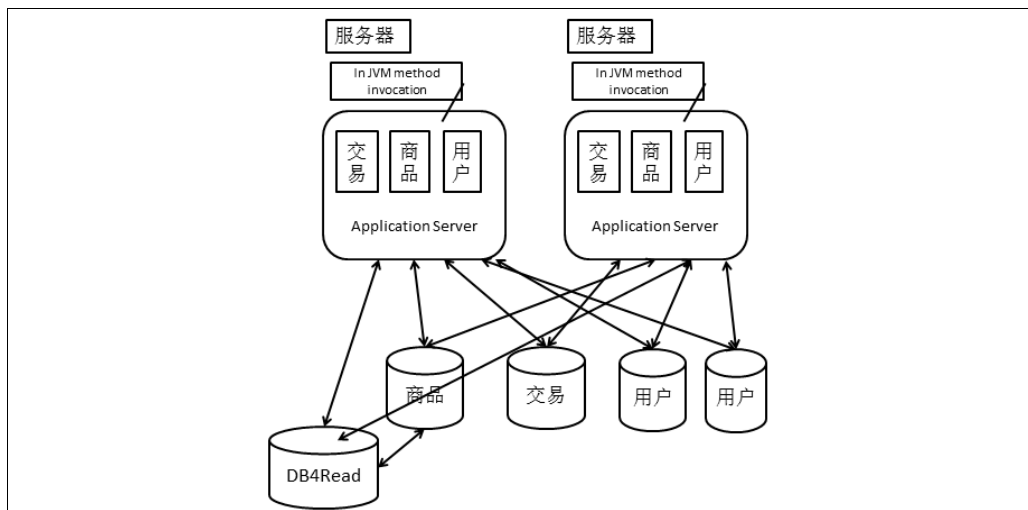 服务器
服务器
In JVM method
invocation
In JVM method
invocation
交易
商品
用户
交易
商品
用户
Application Server
Application Server
商品
交易
用户
用户
DB4Read